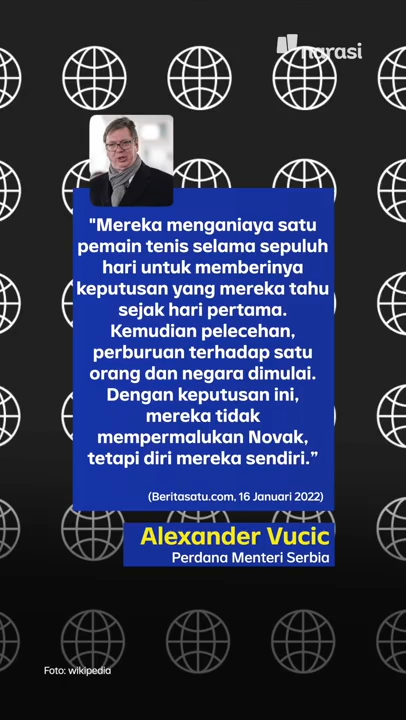 narasi
"Mereka menganiaya satu
pemain tenis selama sepuluh
hari untuk memberinya
keputusan yang mereka tahu
sejak hari pertama.
Kemudian pelecehan,
perburuan terhadap satu
orang dan negara dimulai.
Dengan keputusan ini,
mereka tidak
mempermalukan Novak,
tetapi diri mereka sendiri.”
(Beritasatu.com, 16 Januari 2022)
Alexander Vucic
Perdana Menteri Serbia
Foto: wikipedia